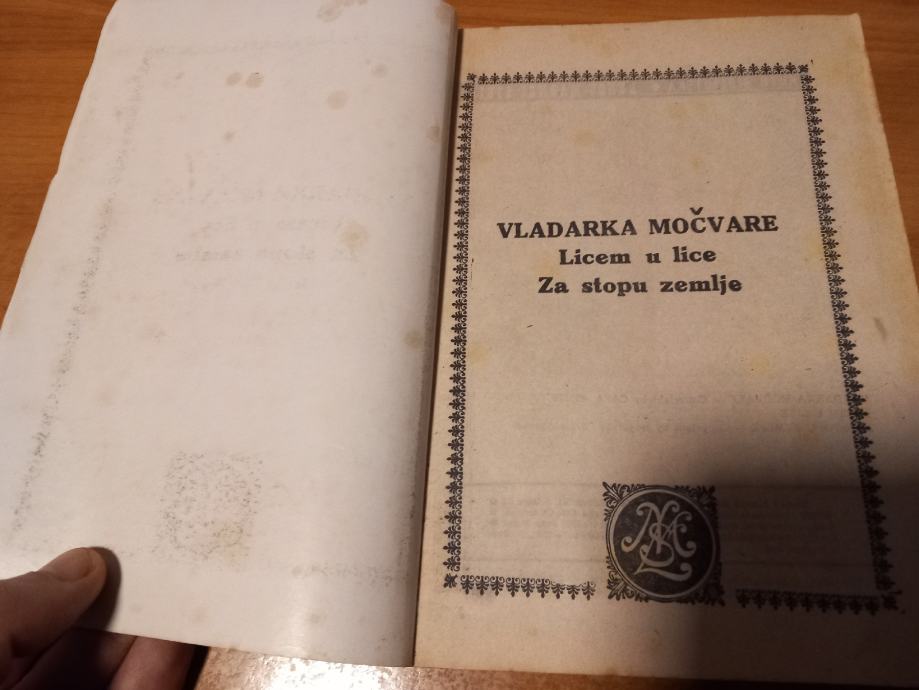 VLADARKA MOČVARE
Licem u lice
Za stopu zemlje